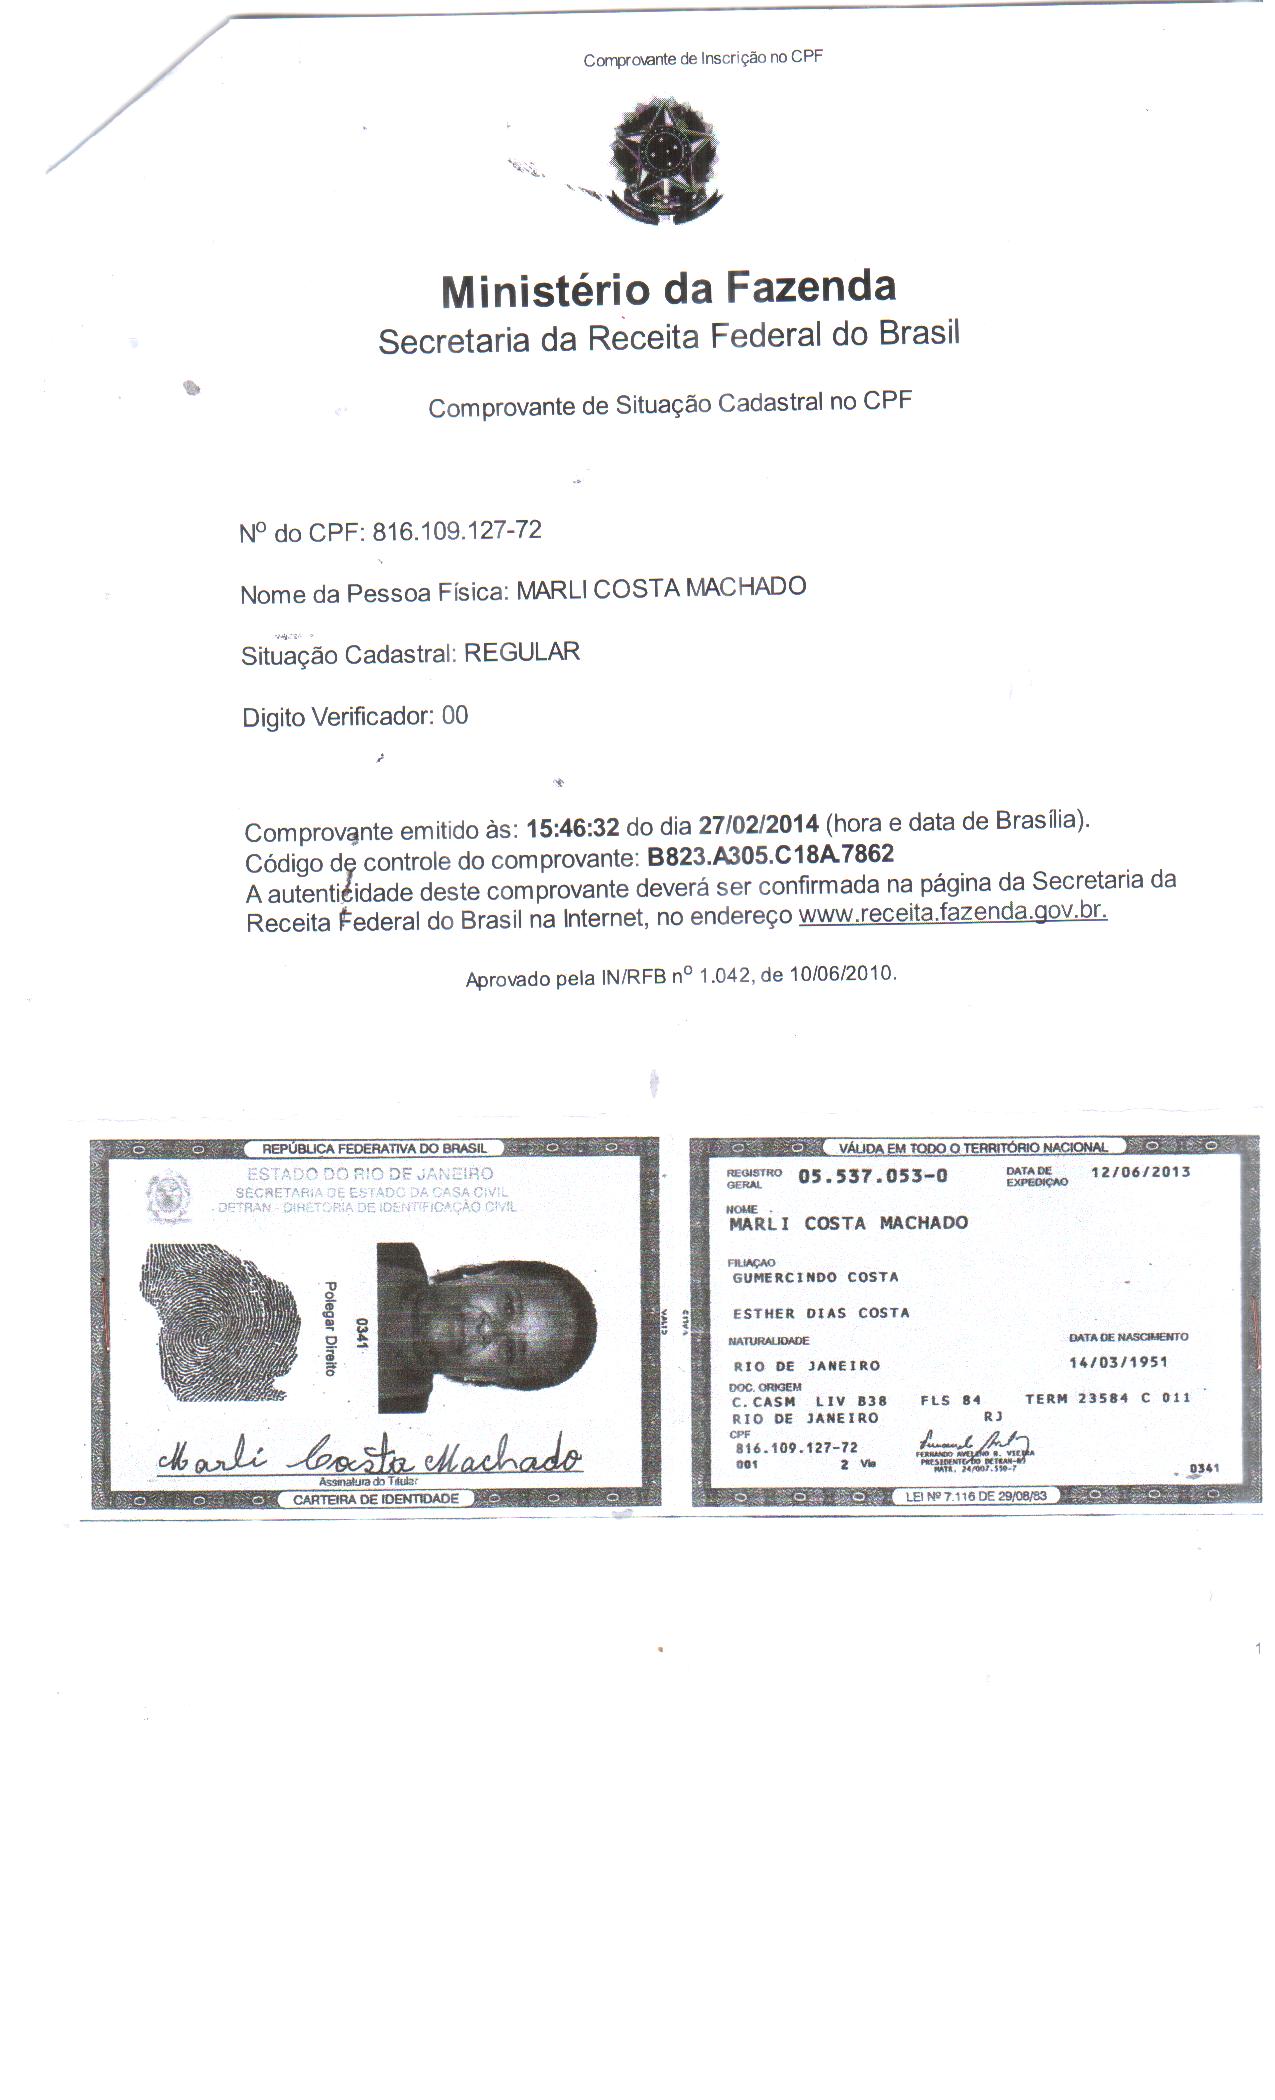 Comprovante de Inscrição no CPF
Ministério da Fazenda
Secretaria da Receita Federal do Brasil
Comprovante de Situação Cadastral no CPF
Nº do CPF: 816.109.127-72
Nome da Pessoa Física: MARLI COSTA MACHADO
Situação Cadastral: REGULAR
Digito Verificador: 00
Comprovante emitido às: 15:46:32 do dia 27/02/2014 (hora e data de Brasília).
Código de controle do comprovante: B823.A305.C18A.7862
A autenticidade deste comprovante deverá ser confirmada na página da Secretaria da
Receita Federal do Brasil na Internet, no endereço www.receita.fazenda.gov.br.
Aprovado pela IN/RFB nº 1.042, de 10/06/2010.
REPÚBLICA FEDERATIVA DO BRASIL
ESTADO DO RIO DE JANEIRO
SECRETARIA DE ESTADO DA CASA CIVIL
DETRAN - DIRETORIA DE IDENTIFICAÇÃO CIVIL
Polegar Direito
0341
Marli Costa Machado
Assinatura do Titular
CARTEIRA DE IDENTIDADE
VÁLIDA EM TODO O TERRITÓRIO NACIONAL
REGISTRO GERAL 05.537.053-0 DATA DE EXPEDIÇÃO 12/06/2013
NOME
MARLI COSTA MACHADO
FILIAÇÃO
GUMERCINDO COSTA
ESTHER DIAS COSTA
NATURALIDADE DATA DE NASCIMENTO
RIO DE JANEIRO 14/03/1951
DOC. ORIGEM
C.CASM LIV B38 FLS 84 TERM 23584 C 011
RIO DE JANEIRO RJ
CPF
816.109.127-72
001 2 Via
FERNANDO AVELINO B. VIEIRA
PRESIDENTE DO DETRAN-RJ
MATR. 24/007.550-7
0341
LEI Nº 7.116 DE 29/08/83
1